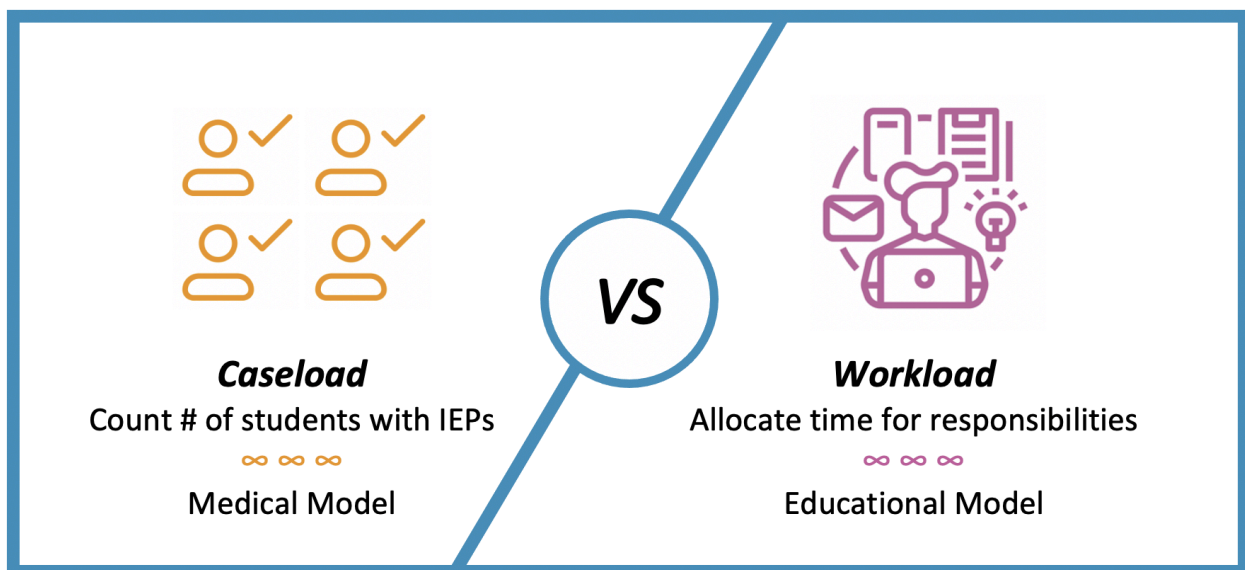 Caseload
Count # of students with IEPs
Medical Model
VS
Workload
Allocate time for responsibilities
Educational Model